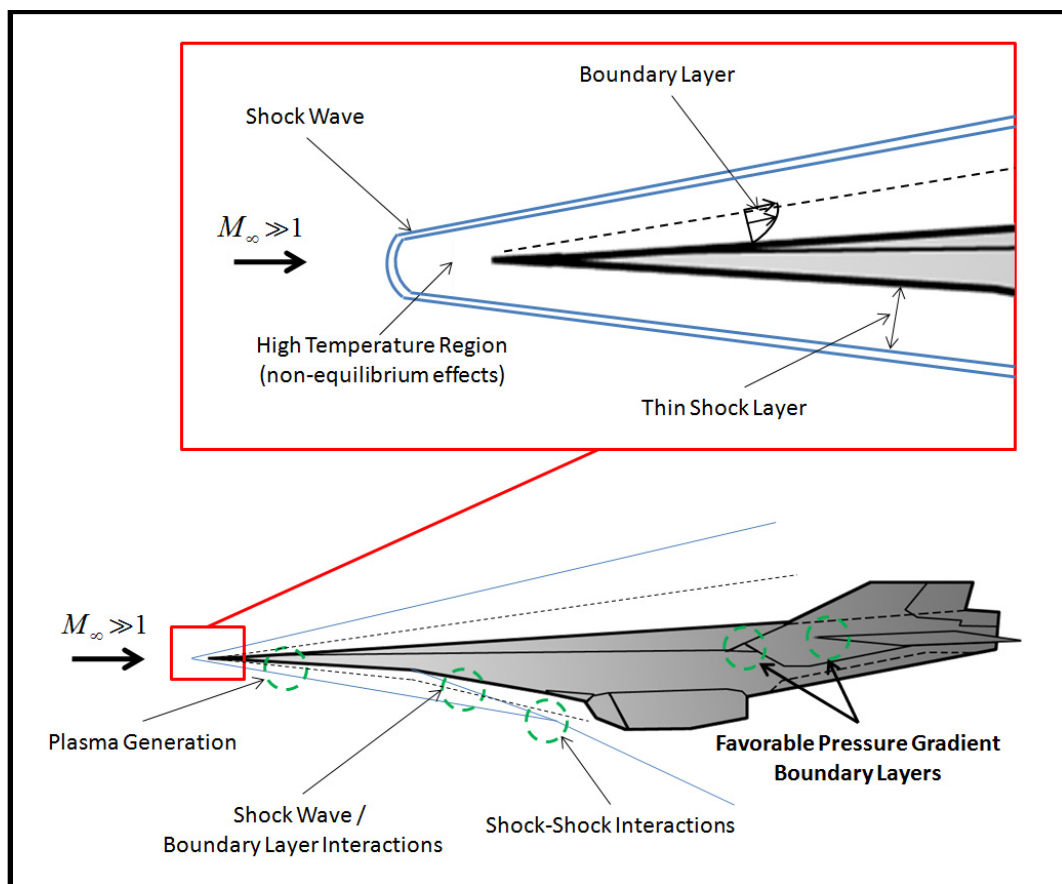 Boundary Layer
Shock Wave
M∞ ≫1
High Temperature Region
(non-equilibrium effects)
Thin Shock Layer
M∞ ≫1
Plasma Generation
Shock Wave /
Boundary Layer Interactions
Shock-Shock Interactions
Favorable Pressure Gradient
Boundary Layers